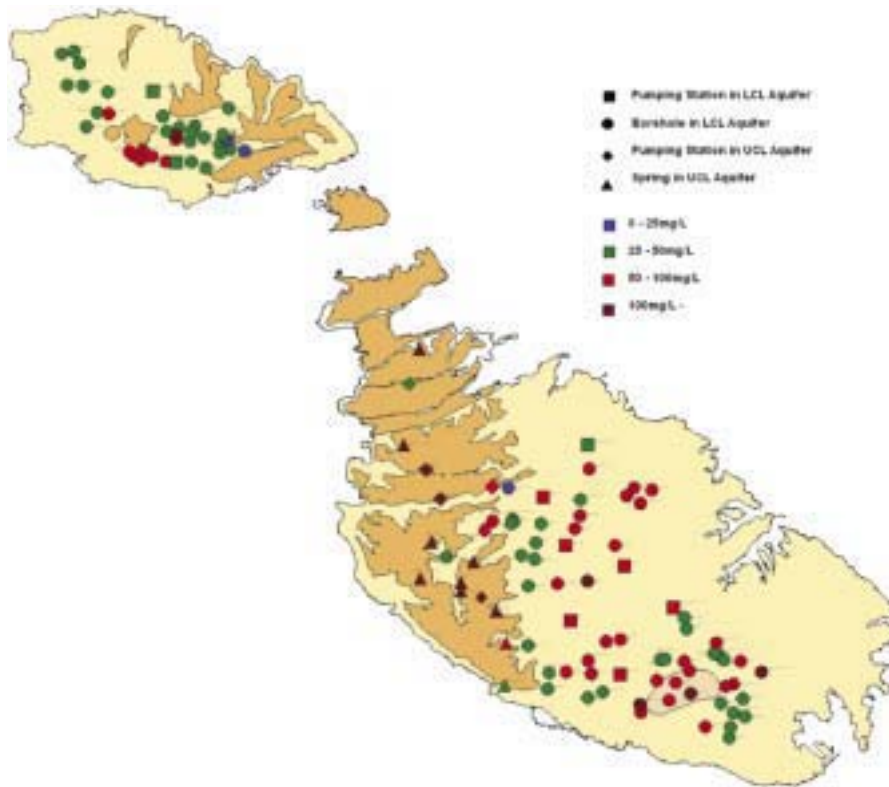 Pumping Station in LCL Aquifer
Borehole in LCL Aquifer
Pumping Station in UCL Aquifer
Spring in UCL Aquifer
0 - 25mg/L
25 - 50mg/L
50 - 100mg/L
100mg/L -